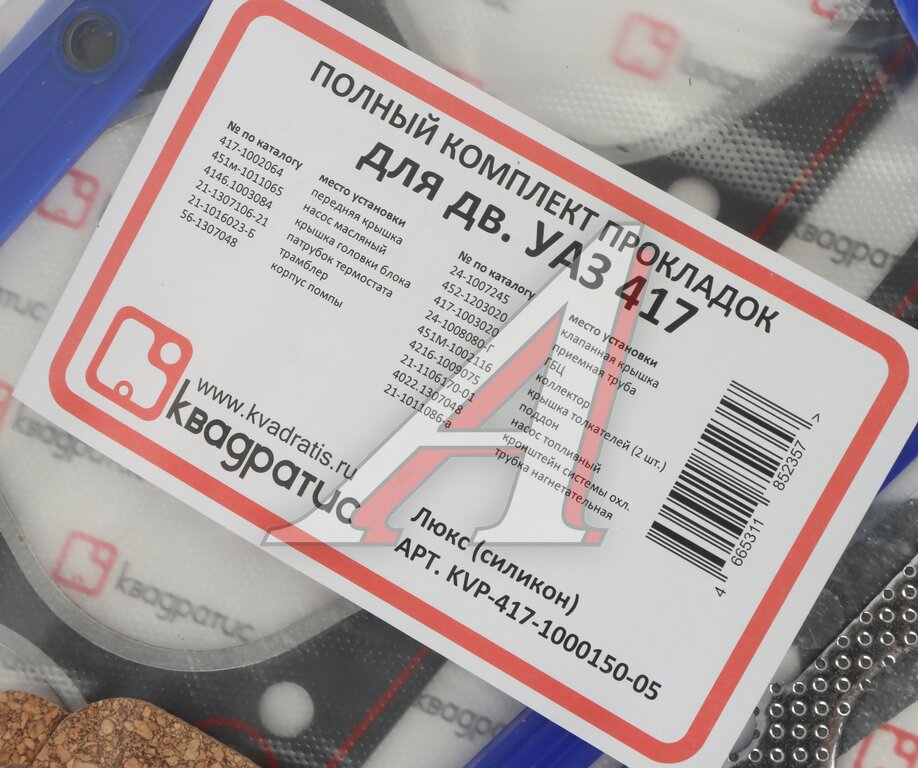 ПОЛНЫЙ КОМПЛЕКТ ПРОКЛАДОК
ДЛЯ ДВ. УАЗ 417
№ по каталогу
417-1002064
451м-1011065
4146.1003084
21-1307106-21
21-1016023-Б
56-1307048
место установки
передняя крышка
насос масляный
крышка головки блока
патрубок термостата
трамблер
корпус помпы
№ по каталогу
24-1007245
452-1203020
417-1003020
24-1008080-Г
451М-1002116
4216-1009075
21-1106170-01
4022.1307048
21-1011086-а
место установки
клапанная крышка
приемная труба
ГБЦ
коллектор
крышка толкателей (2 шт.)
поддон
насос топливный
кронштейн системы охл.
трубка нагнетательная
www.kvadratis.ru
квадратис
Люкс (силикон)
АРТ. KVP-417-1000150-05
4 665311 852357 >
квадратис
квадратис